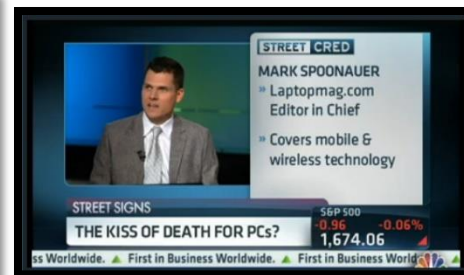 STREET CRED
MARK SPOONAUER
» Laptopmag.com
Editor in Chief
» Covers mobile &
wireless technology
STREET SIGNS
THE KISS OF DEATH FOR PCs?
S&P 500
-0.96 -0.06%
1,674.06
ss Worldwide. ▲ First in Business Worldwide. ▲ First in Business World